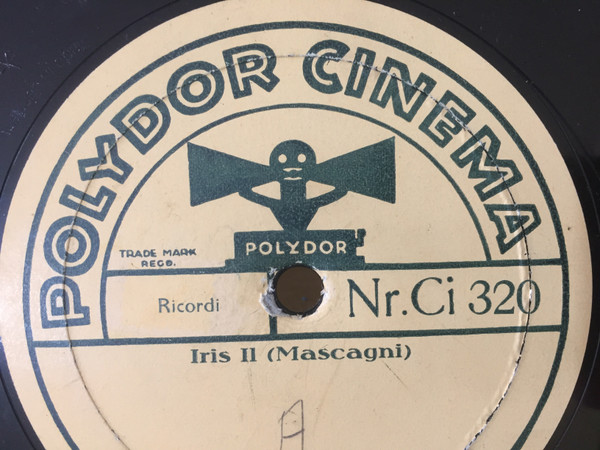 POLYDOR CINEMA
POLYDOR
TRADE MARK
REGD.
Ricordi
Nr. Ci 320
Iris II (Mascagni)
A